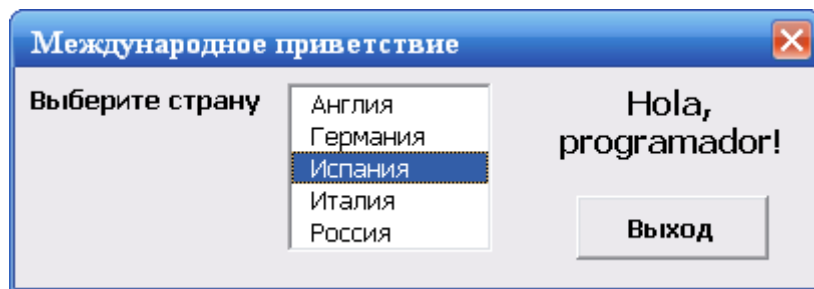 Международное приветствие
Выберите страну
Англия
Германия
Испания
Италия
Россия
Hola,
programador!
Выход